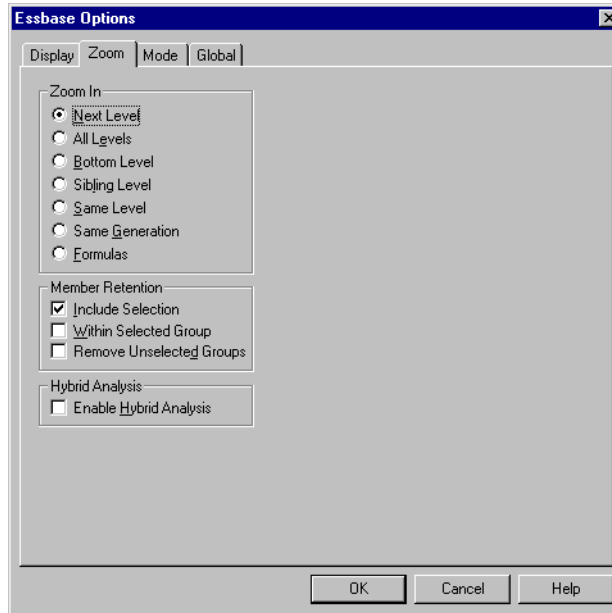 Essbase Options
Display Zoom Mode Global
Zoom In
Next Level
All Levels
Bottom Level
Sibling Level
Same Level
Same Generation
Formulas
Member Retention
Include Selection
Within Selected Group
Remove Unselected Groups
Hybrid Analysis
Enable Hybrid Analysis
OK Cancel Help